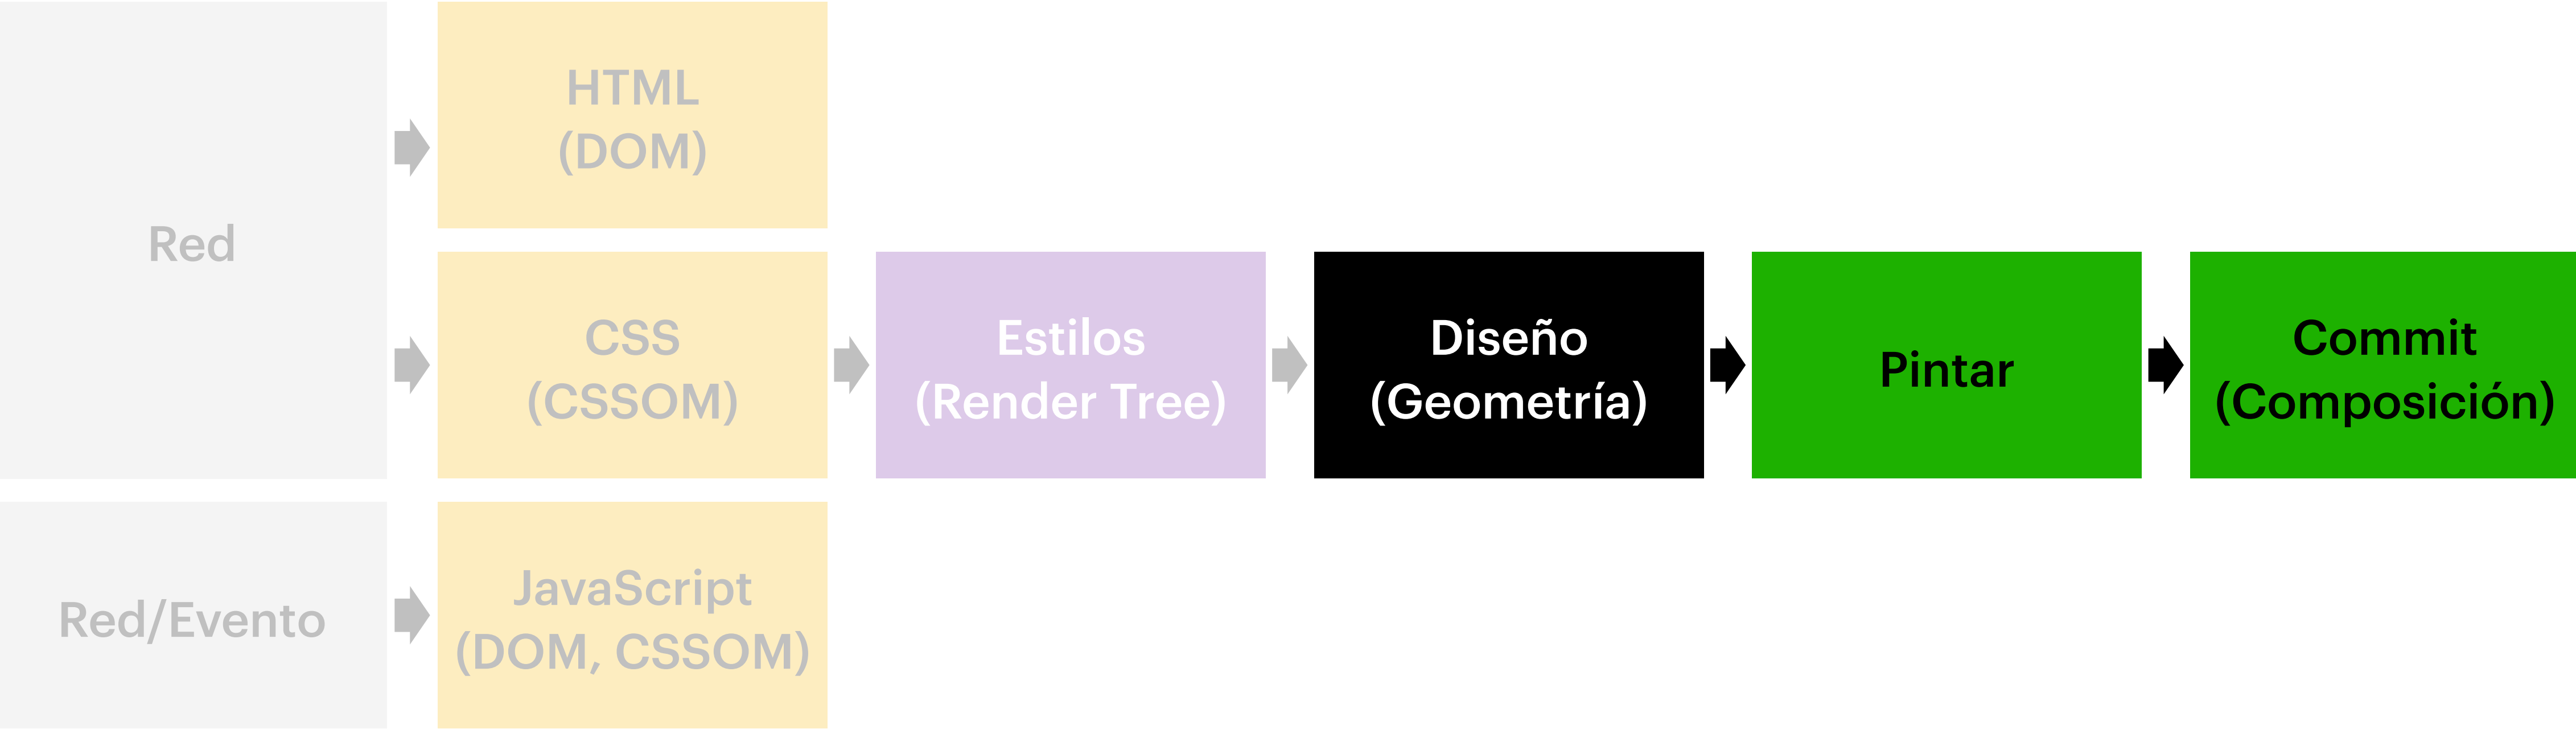 Red
HTML
(DOM)
CSS
(CSSOM)
Estilos
(Render Tree)
Diseño
(Geometría)
Pintar
Commit
(Composición)
Red/Evento
JavaScript
(DOM, CSSOM)